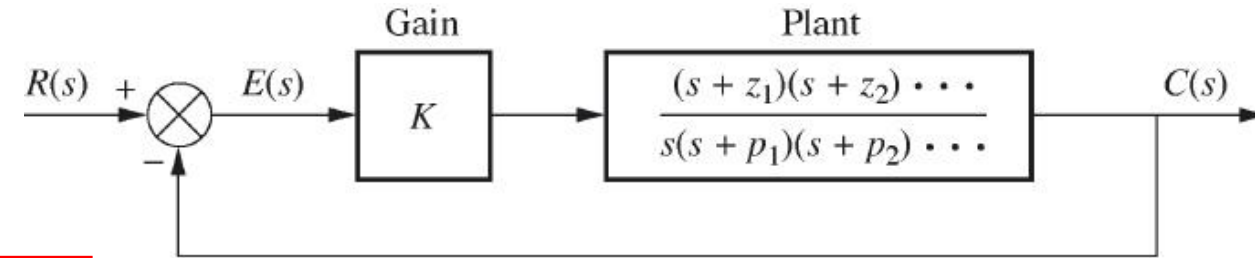 Gain
Plant
R(s) + E(s) K (s + z₁)(s + z₂) · · · C(s)
s(s + p₁)(s + p₂) · · ·
−